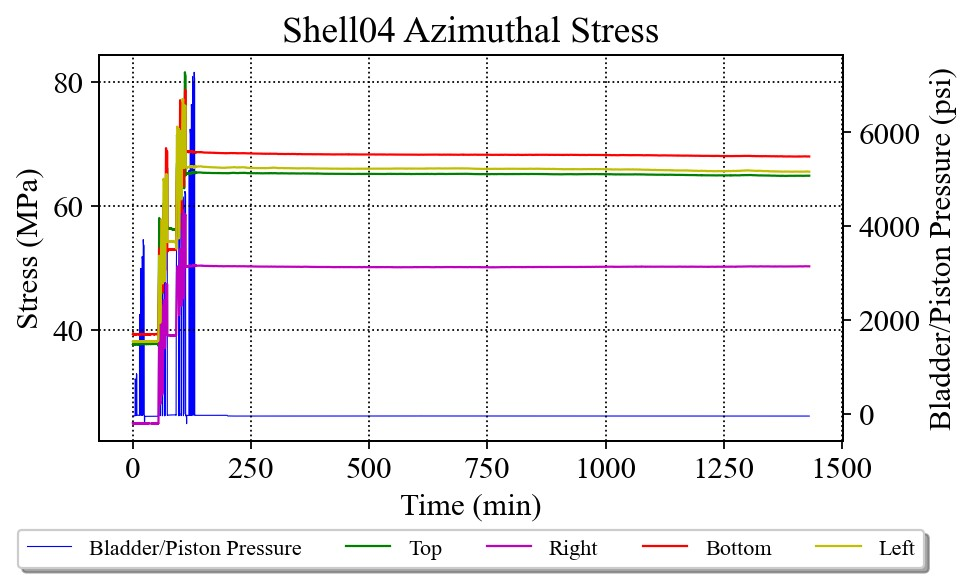 Shell04 Azimuthal Stress
80
60
40
Stress (MPa)
6000
4000
2000
0
Bladder/Piston Pressure (psi)
0 250 500 750 1000 1250 1500
Time (min)
Bladder/Piston Pressure Top Right Bottom Left